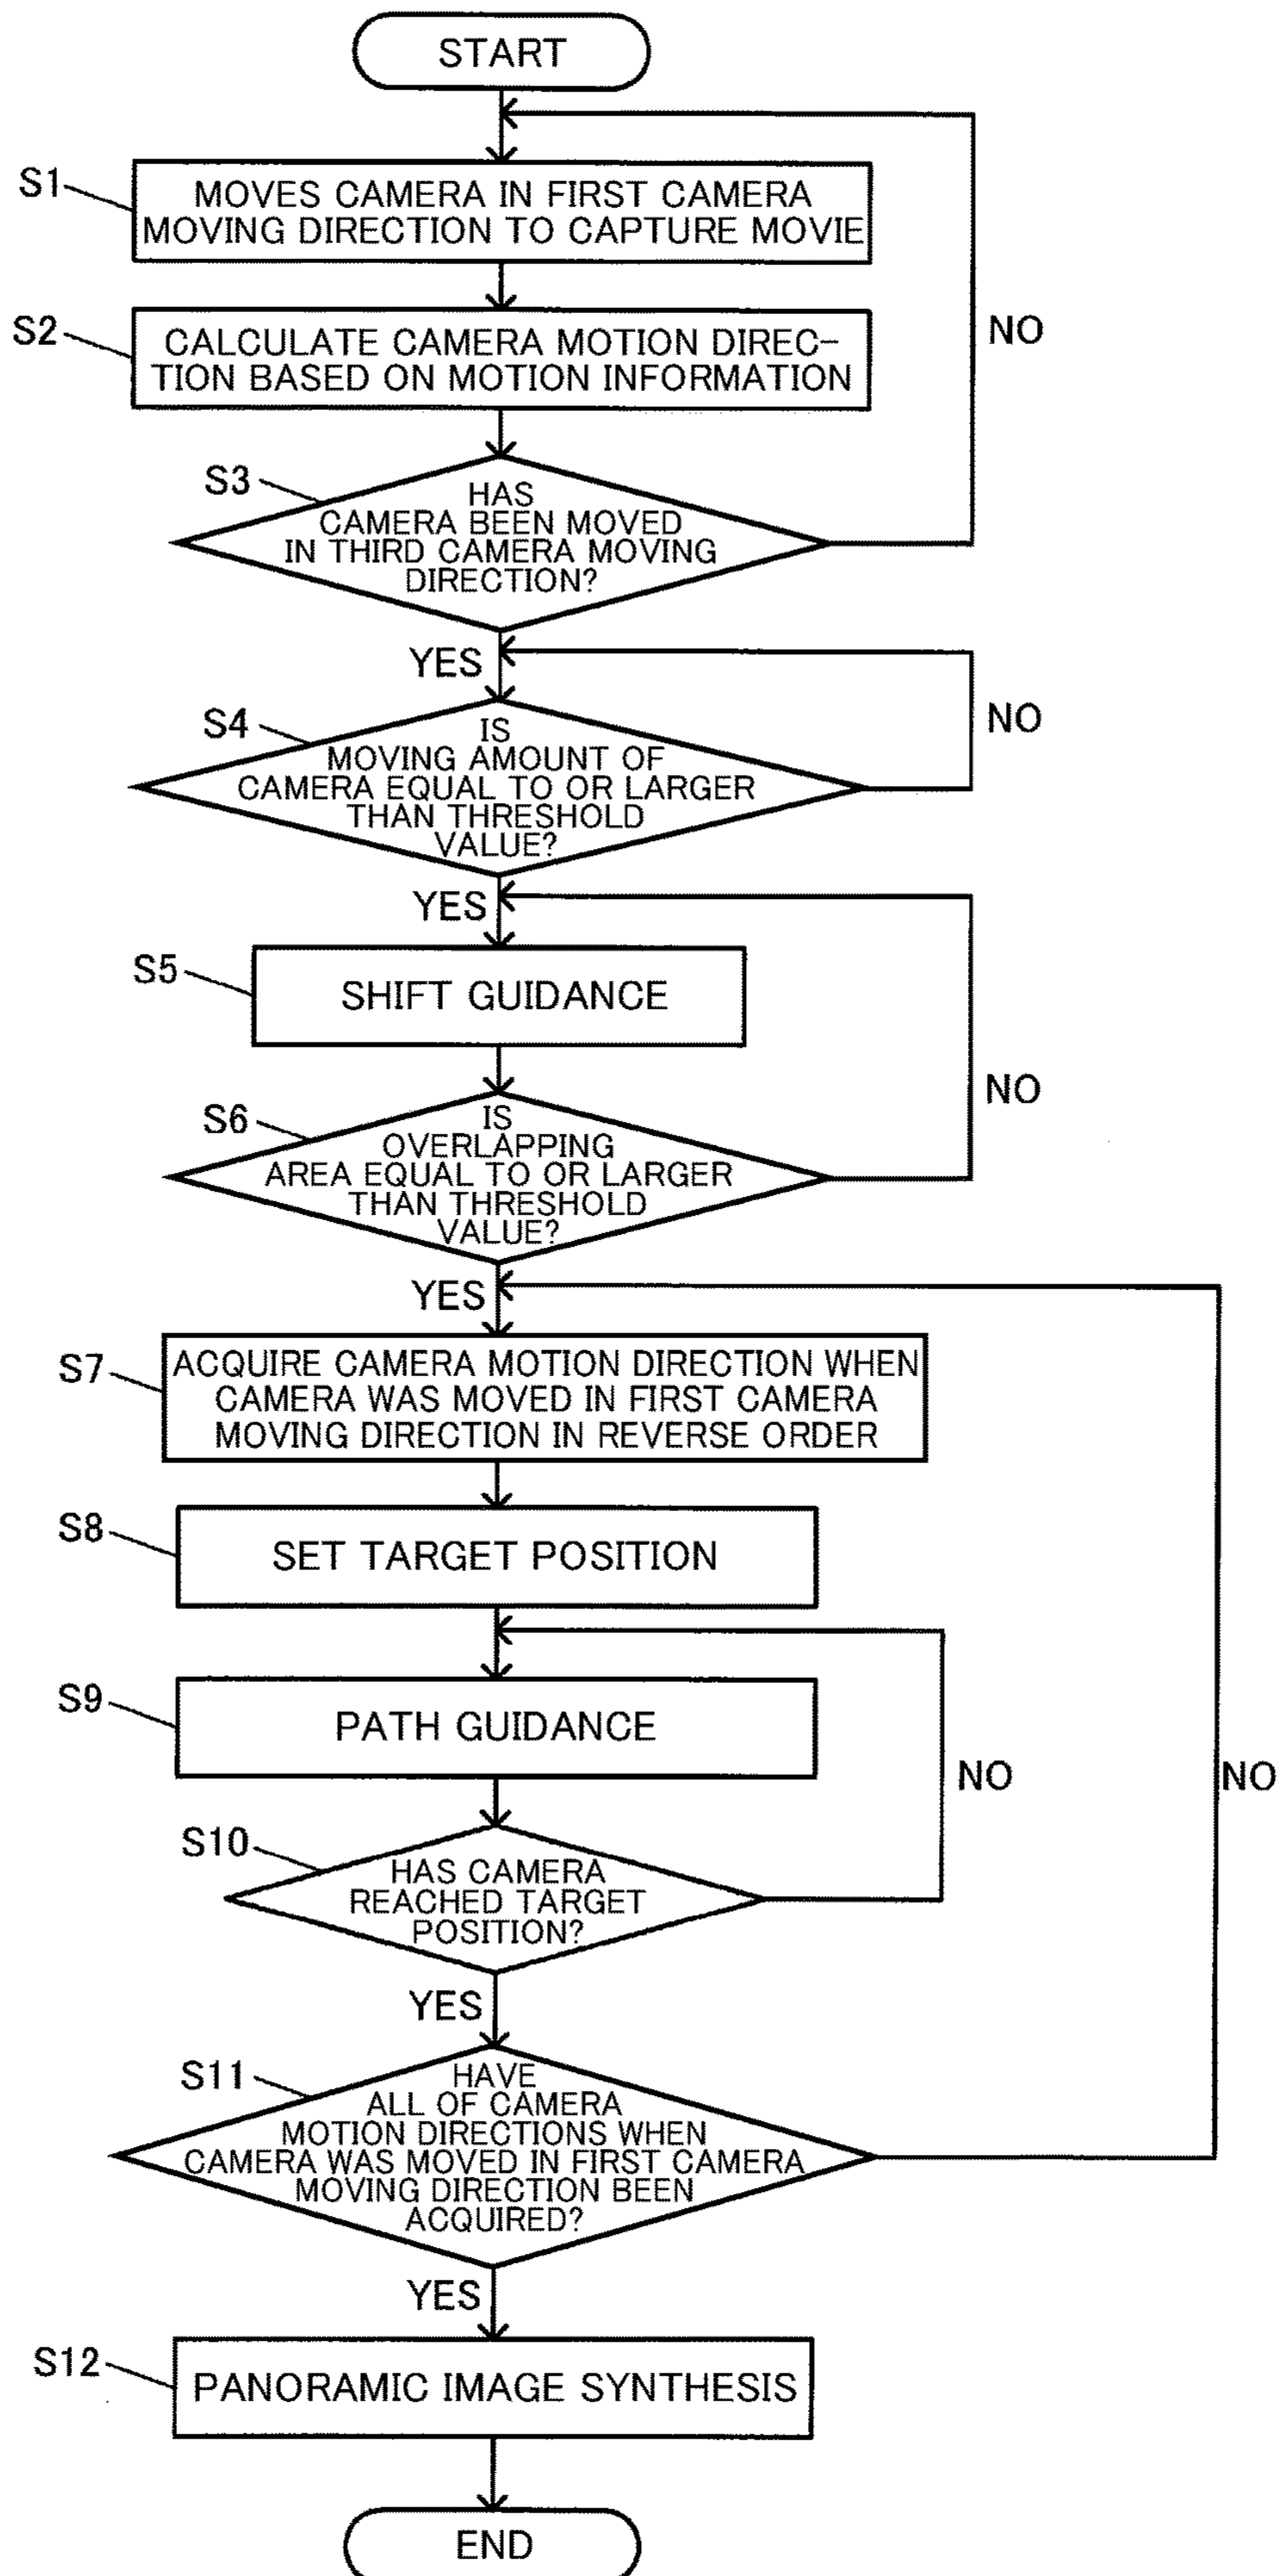 START
S1
MOVES CAMERA IN FIRST CAMERA
MOVING DIRECTION TO CAPTURE MOVIE
S2
CALCULATE CAMERA MOTION DIREC-
TION BASED ON MOTION INFORMATION
NO
S3
HAS
CAMERA BEEN MOVED
IN THIRD CAMERA MOVING
DIRECTION?
YES
S4
IS
MOVING AMOUNT OF
CAMERA EQUAL TO OR LARGER
THAN THRESHOLD
VALUE?
NO
YES
S5
SHIFT GUIDANCE
NO
S6
IS
OVERLAPPING
AREA EQUAL TO OR LARGER
THAN THRESHOLD
VALUE?
YES
S7
ACQUIRE CAMERA MOTION DIRECTION WHEN
CAMERA WAS MOVED IN FIRST CAMERA
MOVING DIRECTION IN REVERSE ORDER
S8
SET TARGET POSITION
S9
PATH GUIDANCE
NO
NO
S10
HAS CAMERA
REACHED TARGET
POSITION?
YES
S11
HAVE
ALL OF CAMERA
MOTION DIRECTIONS WHEN
CAMERA WAS MOVED IN FIRST CAMERA
MOVING DIRECTION BEEN
ACQUIRED?
YES
S12
PANORAMIC IMAGE SYNTHESIS
END